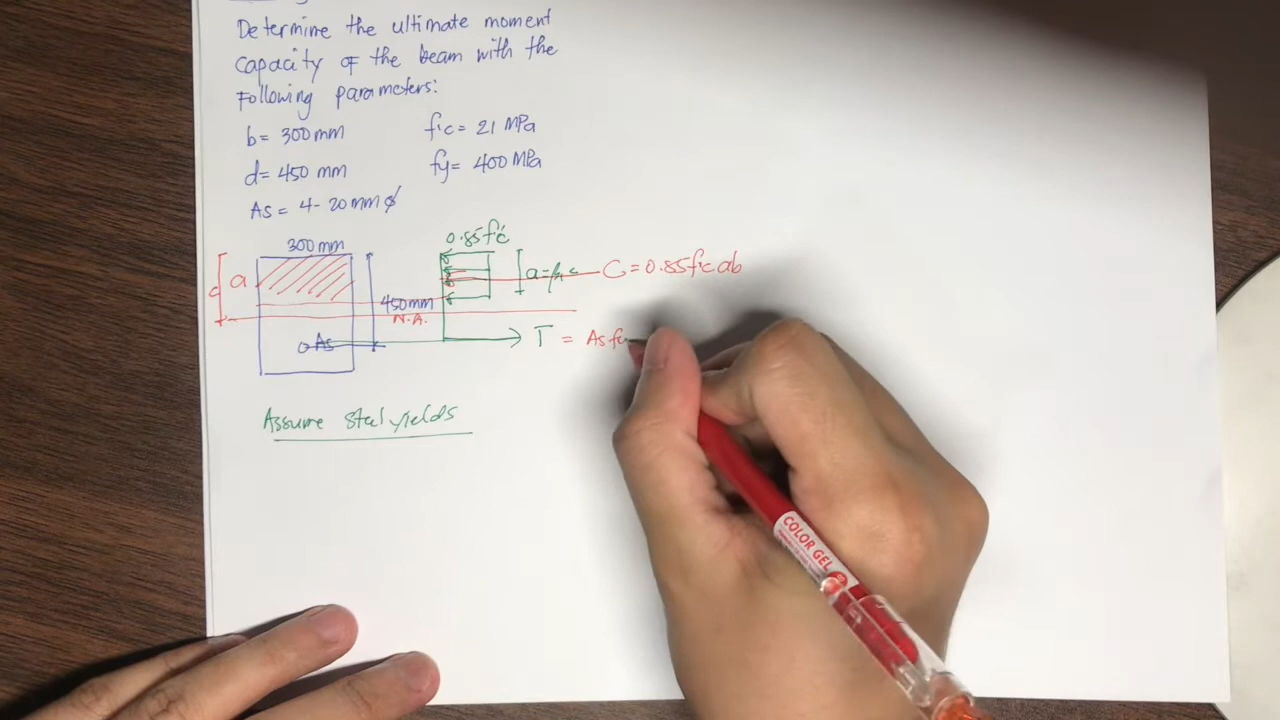 Determine the ultimate moment
capacity of the beam with the
following parameters:
b = 300 mm f'c = 21 MPa
d = 450 mm fy = 400 MPa
As = 4 - 20 mm ϕ
300 mm
0.85f'c
c
a
a = β₁c
C = 0.85f'c ab
450mm
N.A.
As
T = As
Assume steel yields
COLOR GEL